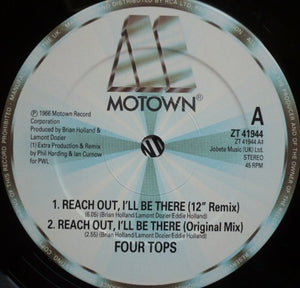 DISTRIBUTED BY RCA
MOTOWN®
℗ 1966 Motown Record
Corporation
Produced by Brian Holland &
Lamont Dozier
(1) Extra Production & Remix
by Phil Harding & Ian Curnow
for PWL
A
ZT 41944
ZT 41944 A1
Jobete Music (UK) Ltd.
STEREO
45 RPM
1. REACH OUT, I'LL BE THERE (12" Remix)
(6.05) (Brian Holland/Lamont Dozier/Eddie Holland)
2. REACH OUT, I'LL BE THERE (Original Mix)
(2.55) (Brian Holland/Lamont Dozier/Eddie Holland)
FOUR TOPS